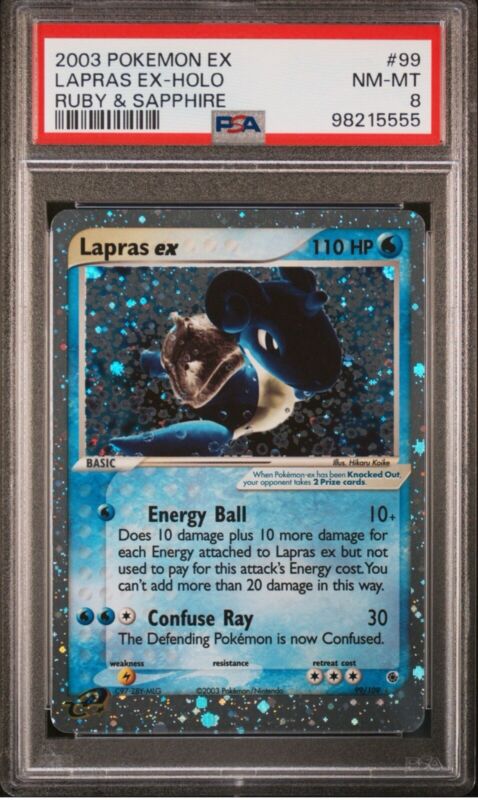 2003 POKEMON EX #99
LAPRAS EX-HOLO NM-MT
RUBY & SAPPHIRE 8
PSA 98215555
Lapras ex 110 HP
BASIC
Illus. Hikaru Koike
When Pokémon-ex has been Knocked Out,
your opponent takes 2 Prize cards.
Energy Ball 10+
Does 10 damage plus 10 more damage for
each Energy attached to Lapras ex but not
used to pay for this attack's Energy cost. You
can't add more than 20 damage in this way.
Confuse Ray 30
The Defending Pokémon is now Confused.
weakness resistance retreat cost
©2003 Pokémon/Nintendo 99/109
e
PSA